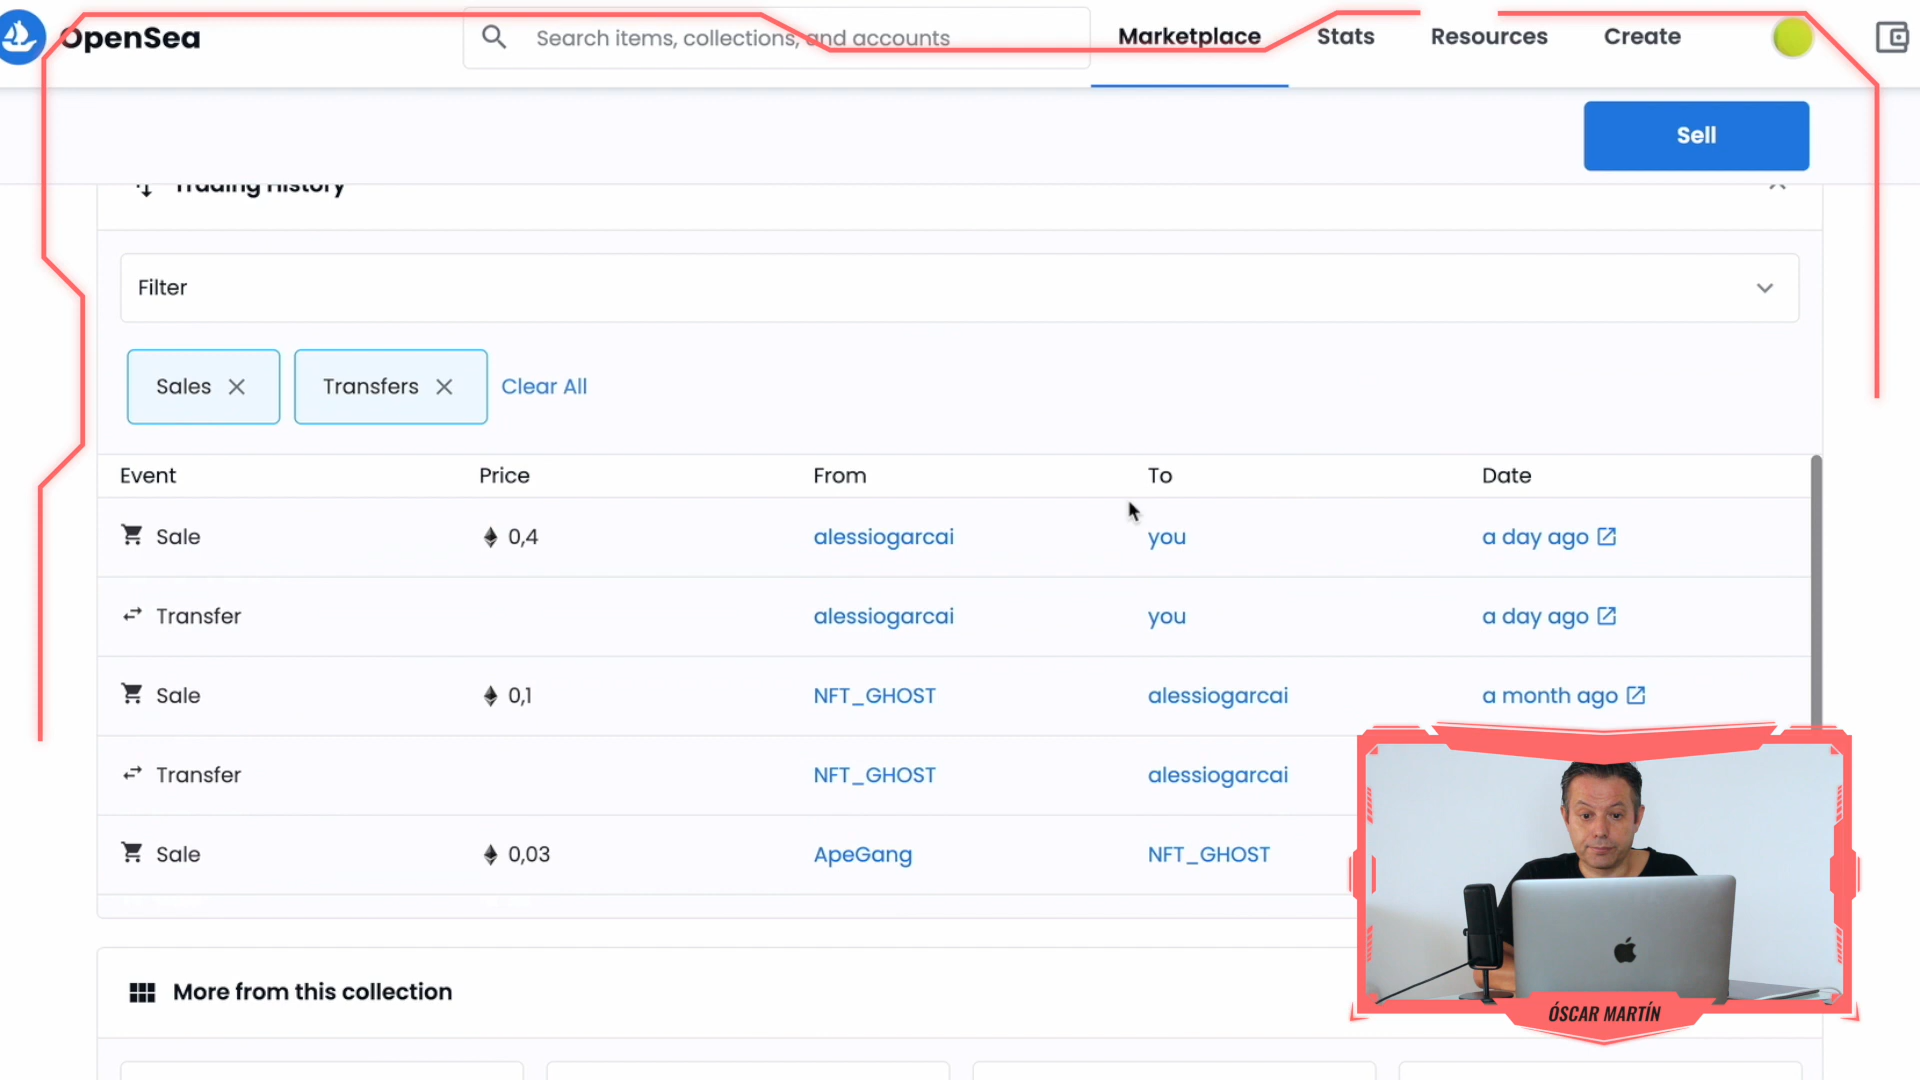 OpenSea
Search items, collections, and accounts
Marketplace
Stats
Resources
Create
Sell
Trading History
Filter
Sales
Transfers
Clear All
Event Price From To Date
Sale 0,4 alessiogarcai you a day ago
Transfer alessiogarcai you a day ago
Sale 0,1 NFT_GHOST alessiogarcai a month ago
Transfer NFT_GHOST alessiogarcai
Sale 0,03 ApeGang NFT_GHOST
More from this collection
ÓSCAR MARTÍN